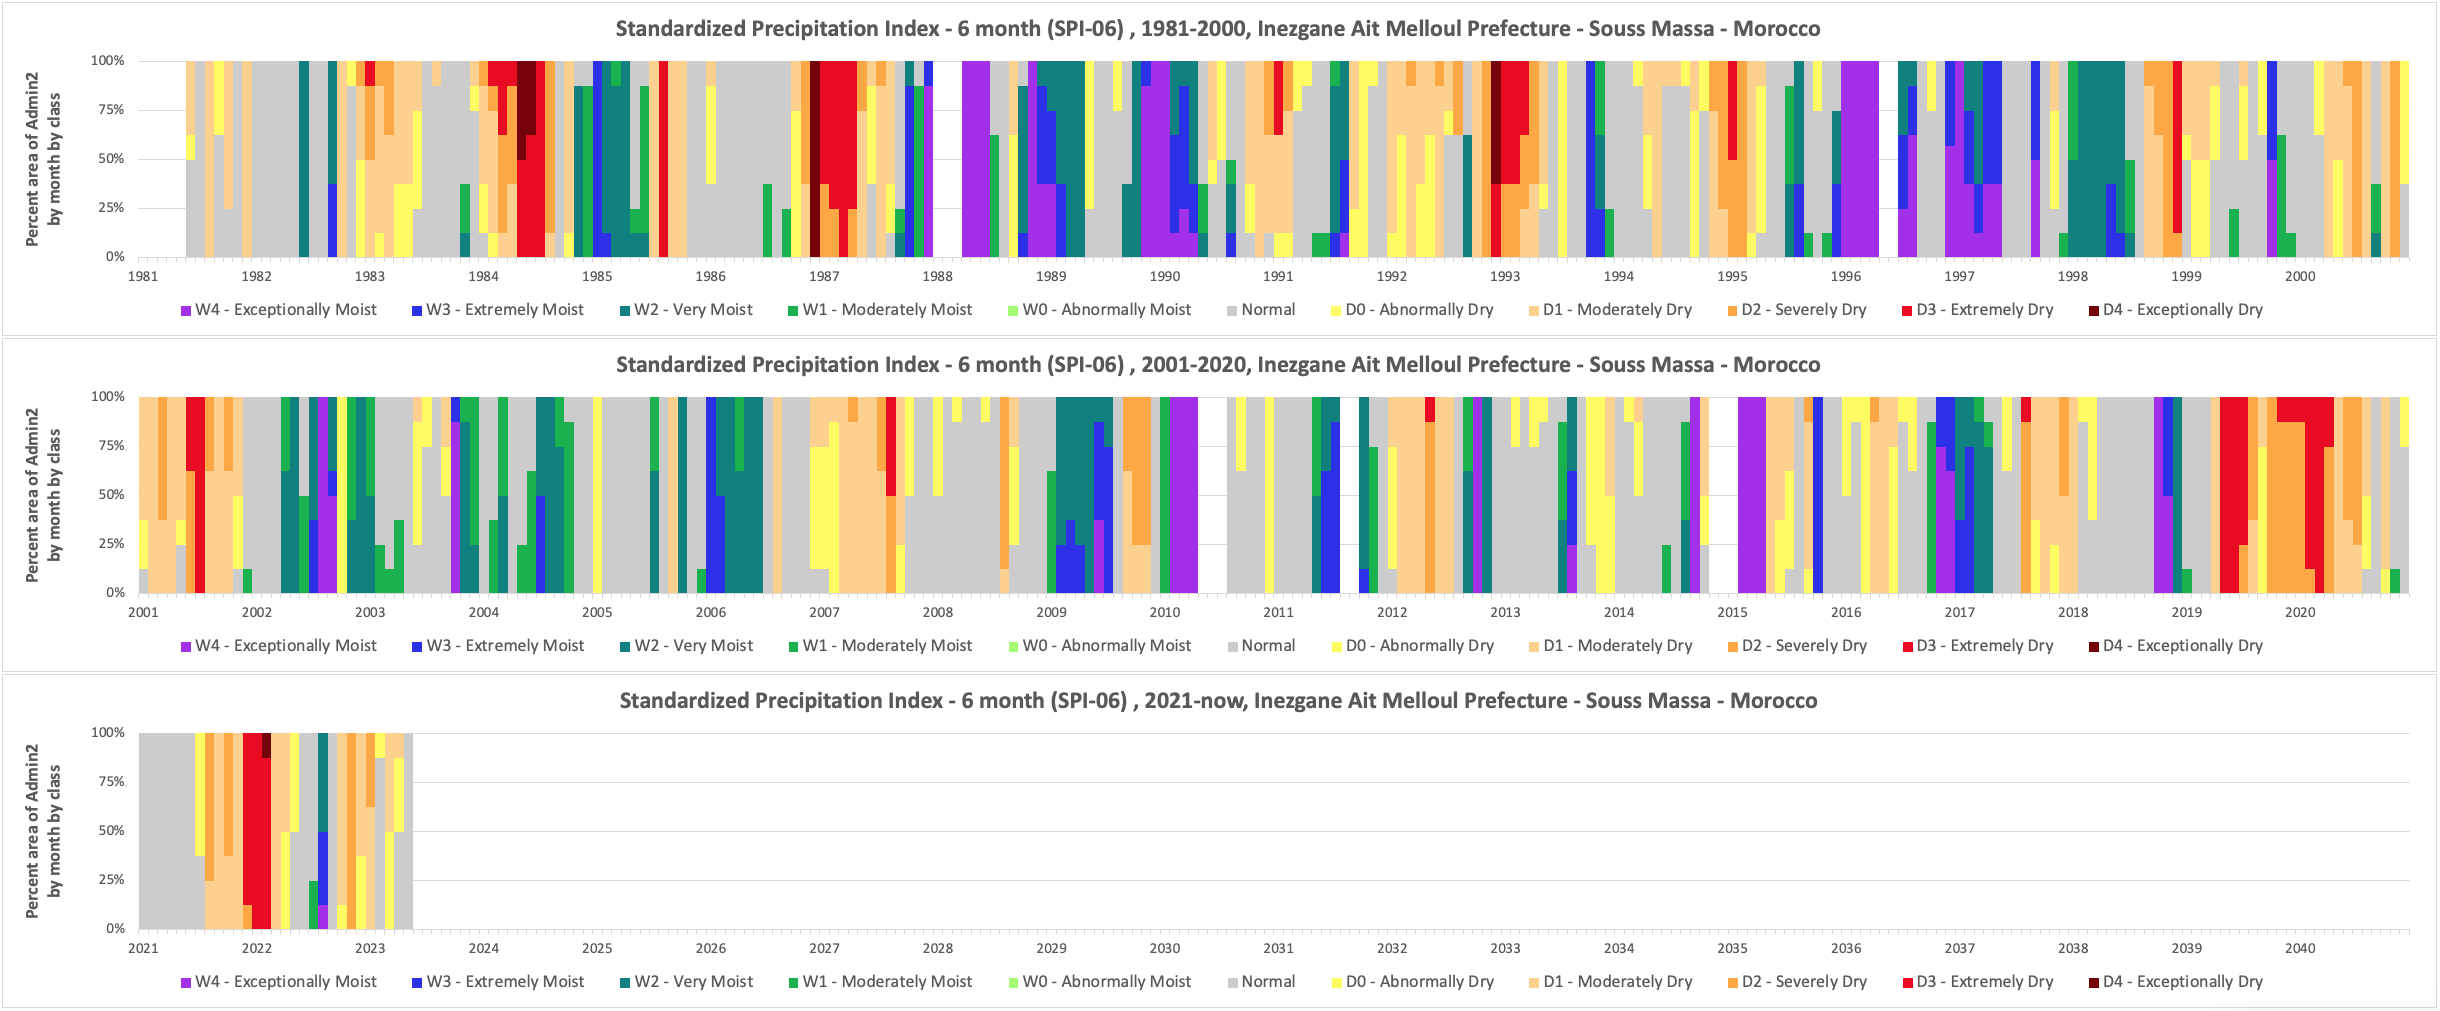 Standardized Precipitation Index - 6 month (SPI-06) , 1981-2000, Inezgane Ait Melloul Prefecture - Souss Massa - Morocco
Percent area of Admin2
by month by class
100%
75%
50%
25%
0%
1981 1982 1983 1984 1985 1986 1987 1988 1989 1990 1991 1992 1993 1994 1995 1996 1997 1998 1999 2000
W4 - Exceptionally Moist W3 - Extremely Moist W2 - Very Moist W1 - Moderately Moist W0 - Abnormally Moist Normal D0 - Abnormally Dry D1 - Moderately Dry D2 - Severely Dry D3 - Extremely Dry D4 - Exceptionally Dry
Standardized Precipitation Index - 6 month (SPI-06) , 2001-2020, Inezgane Ait Melloul Prefecture - Souss Massa - Morocco
Percent area of Admin2
by month by class
100%
75%
50%
25%
0%
2001 2002 2003 2004 2005 2006 2007 2008 2009 2010 2011 2012 2013 2014 2015 2016 2017 2018 2019 2020
W4 - Exceptionally Moist W3 - Extremely Moist W2 - Very Moist W1 - Moderately Moist W0 - Abnormally Moist Normal D0 - Abnormally Dry D1 - Moderately Dry D2 - Severely Dry D3 - Extremely Dry D4 - Exceptionally Dry
Standardized Precipitation Index - 6 month (SPI-06) , 2021-now, Inezgane Ait Melloul Prefecture - Souss Massa - Morocco
Percent area of Admin2
by month by class
100%
75%
50%
25%
0%
2021 2022 2023 2024 2025 2026 2027 2028 2029 2030 2031 2032 2033 2034 2035 2036 2037 2038 2039 2040
W4 - Exceptionally Moist W3 - Extremely Moist W2 - Very Moist W1 - Moderately Moist W0 - Abnormally Moist Normal D0 - Abnormally Dry D1 - Moderately Dry D2 - Severely Dry D3 - Extremely Dry D4 - Exceptionally Dry